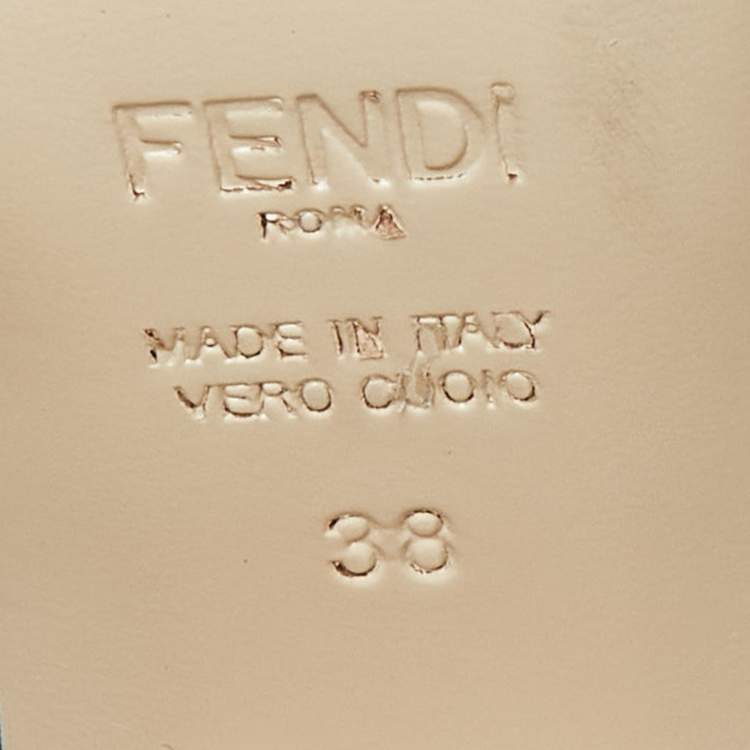 FENDI
ROMA
MADE IN ITALY
VERO CUOIO
38